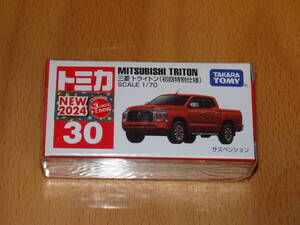 トミカ
MITSUBISHI TRITON
三菱 トライトン(初回特別仕様)
SCALE 1/70
TAKARA TOMY
NEW
2024
30
サスペンション